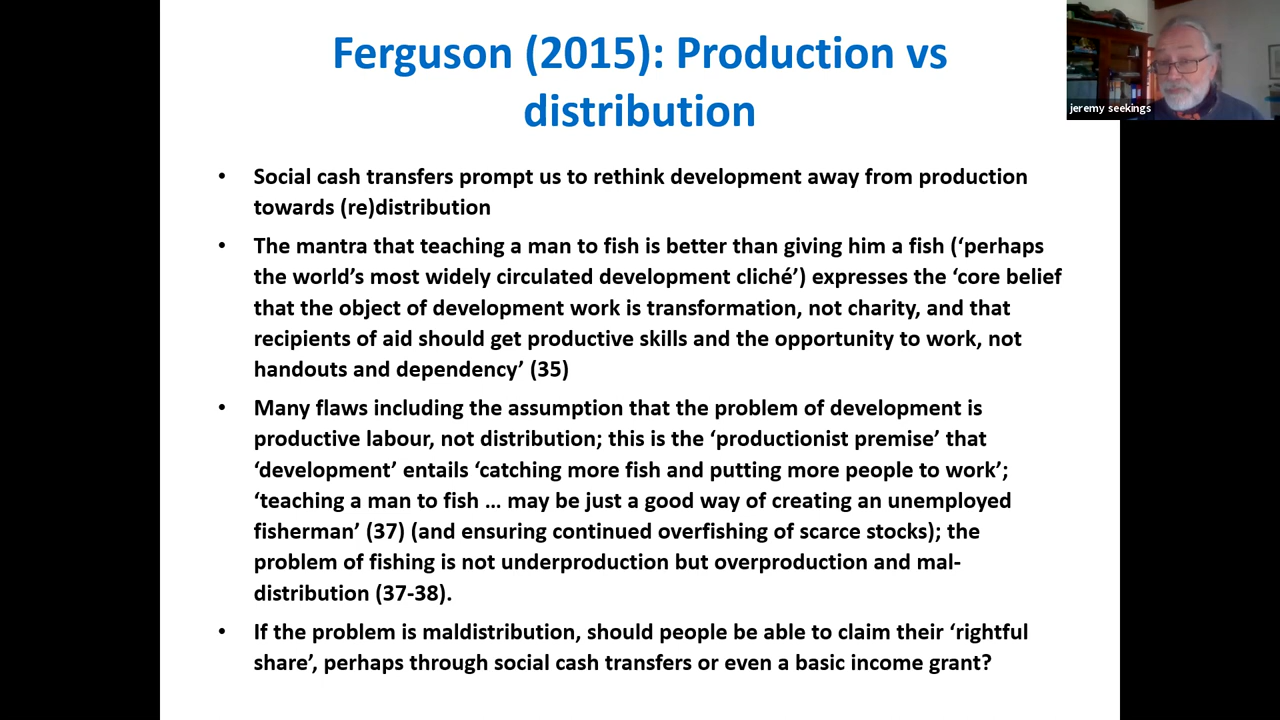 Ferguson (2015): Production vs
distribution
jeremy seekings
• Social cash transfers prompt us to rethink development away from production
towards (re)distribution
• The mantra that teaching a man to fish is better than giving him a fish (‘perhaps
the world’s most widely circulated development cliché’) expresses the ‘core belief
that the object of development work is transformation, not charity, and that
recipients of aid should get productive skills and the opportunity to work, not
handouts and dependency’ (35)
• Many flaws including the assumption that the problem of development is
productive labour, not distribution; this is the ‘productionist premise’ that
‘development’ entails ‘catching more fish and putting more people to work’;
‘teaching a man to fish … may be just a good way of creating an unemployed
fisherman’ (37) (and ensuring continued overfishing of scarce stocks); the
problem of fishing is not underproduction but overproduction and mal-
distribution (37-38).
• If the problem is maldistribution, should people be able to claim their ‘rightful
share’, perhaps through social cash transfers or even a basic income grant?